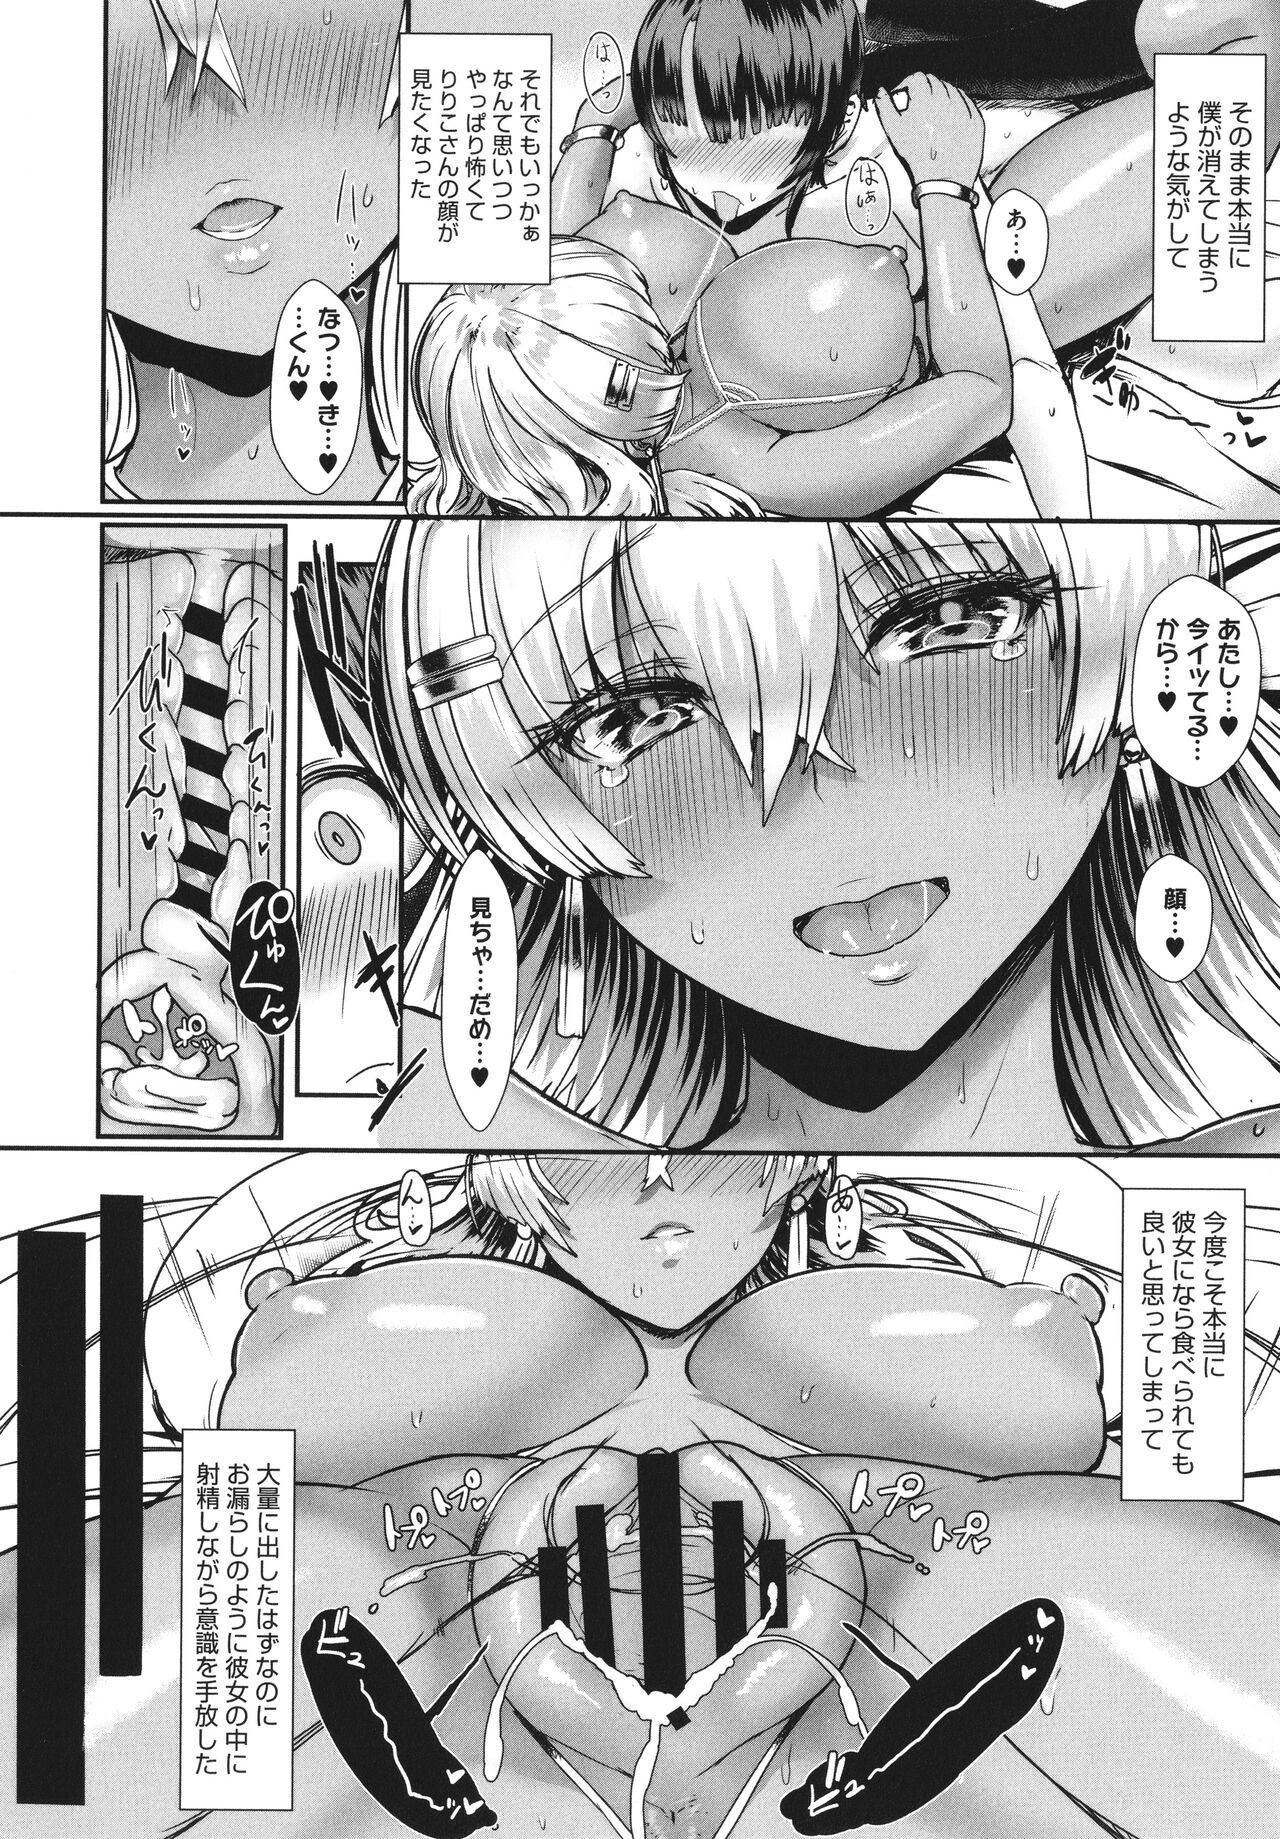 そのまま本当に
僕が消えてしまう
ような気がして
あ…♥
はぁ…っ
は…っ
それでもいっかぁ
なんて思いつつ
やっぱり怖くて
りりこさんの顔が
見たくなった
なつ…♥き…♥
…くん♥
あたし…♥
今イッてる…
から…♥
顔…♥
見ちゃ…だめ…♥
びくんっ
びくんっ
ぴゅくん
今度こそ本当に
彼女になら食べられても
良いと思ってしまって
あ…♥
ん…
トプ
トプ
トプ
トプ
大量に出したはずなのに
お漏らしのように彼女の中に
射精しながら意識を手放した